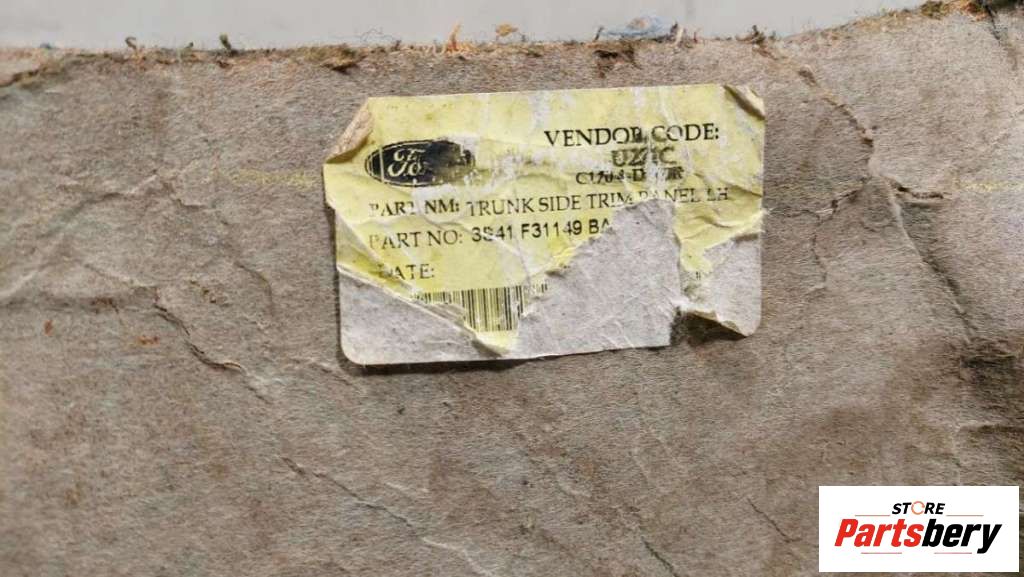 Ford
VENDOR CODE:
PART NM: TRUNK SIDE TRIM PANEL LH
PART NO: 3S41 F31149 BA
DATE:
STORE
Partsbery